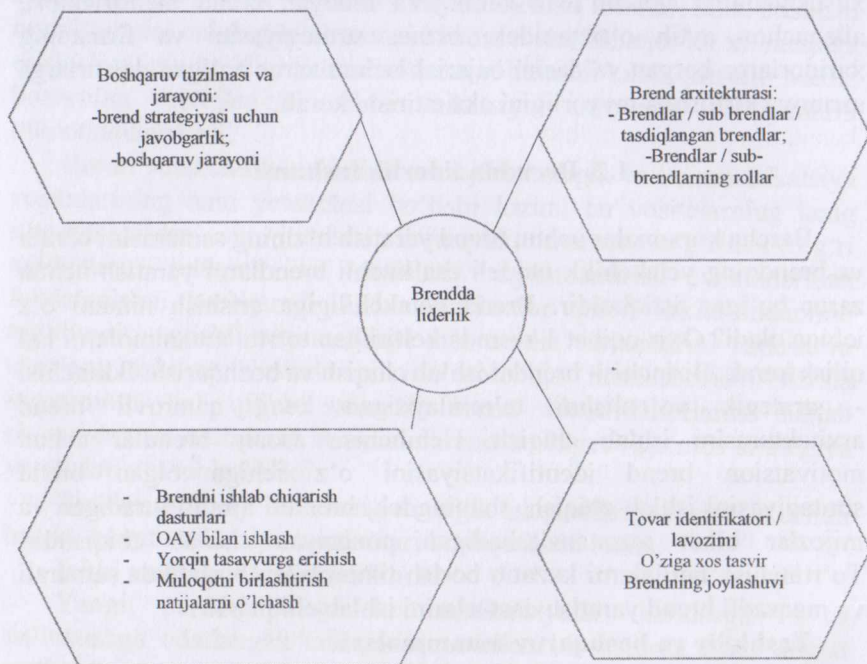 Boshqaruv tuzilmasi va
jarayoni:
-brend strategiyasi uchun
javobgarlik;
-boshqaruv jarayoni
Brend arxitekturasi:
- Brendlar / sub brendlar /
tasdiqlangan brendlar;
-Brendlar / sub-
brendlarning rollar
Brendda
liderlik
- Brendni ishlab chiqarish
dasturlari
OAV bilan ishlash
Yorqin tasavvurga erishish
Muloqotni birlashtirish
natijalarni o’lchash
Tovar identifikatori /
lavozimi
O’ziga xos tasvir
Brendning joylashuvi